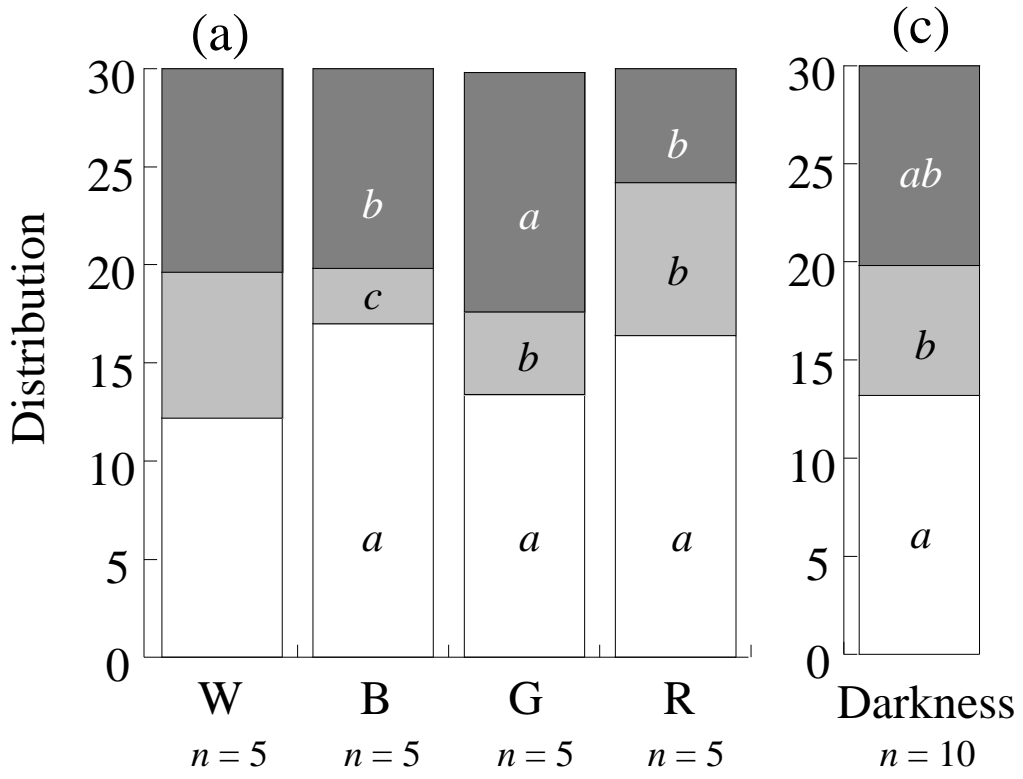 (a)
(c)
Distribution
30
25
20
15
10
5
0
b
c
a
a
b
a
b
b
a
W
B
G
R
n = 5
n = 5
n = 5
n = 5
30
25
20
15
10
5
0
ab
b
a
Darkness
n = 10